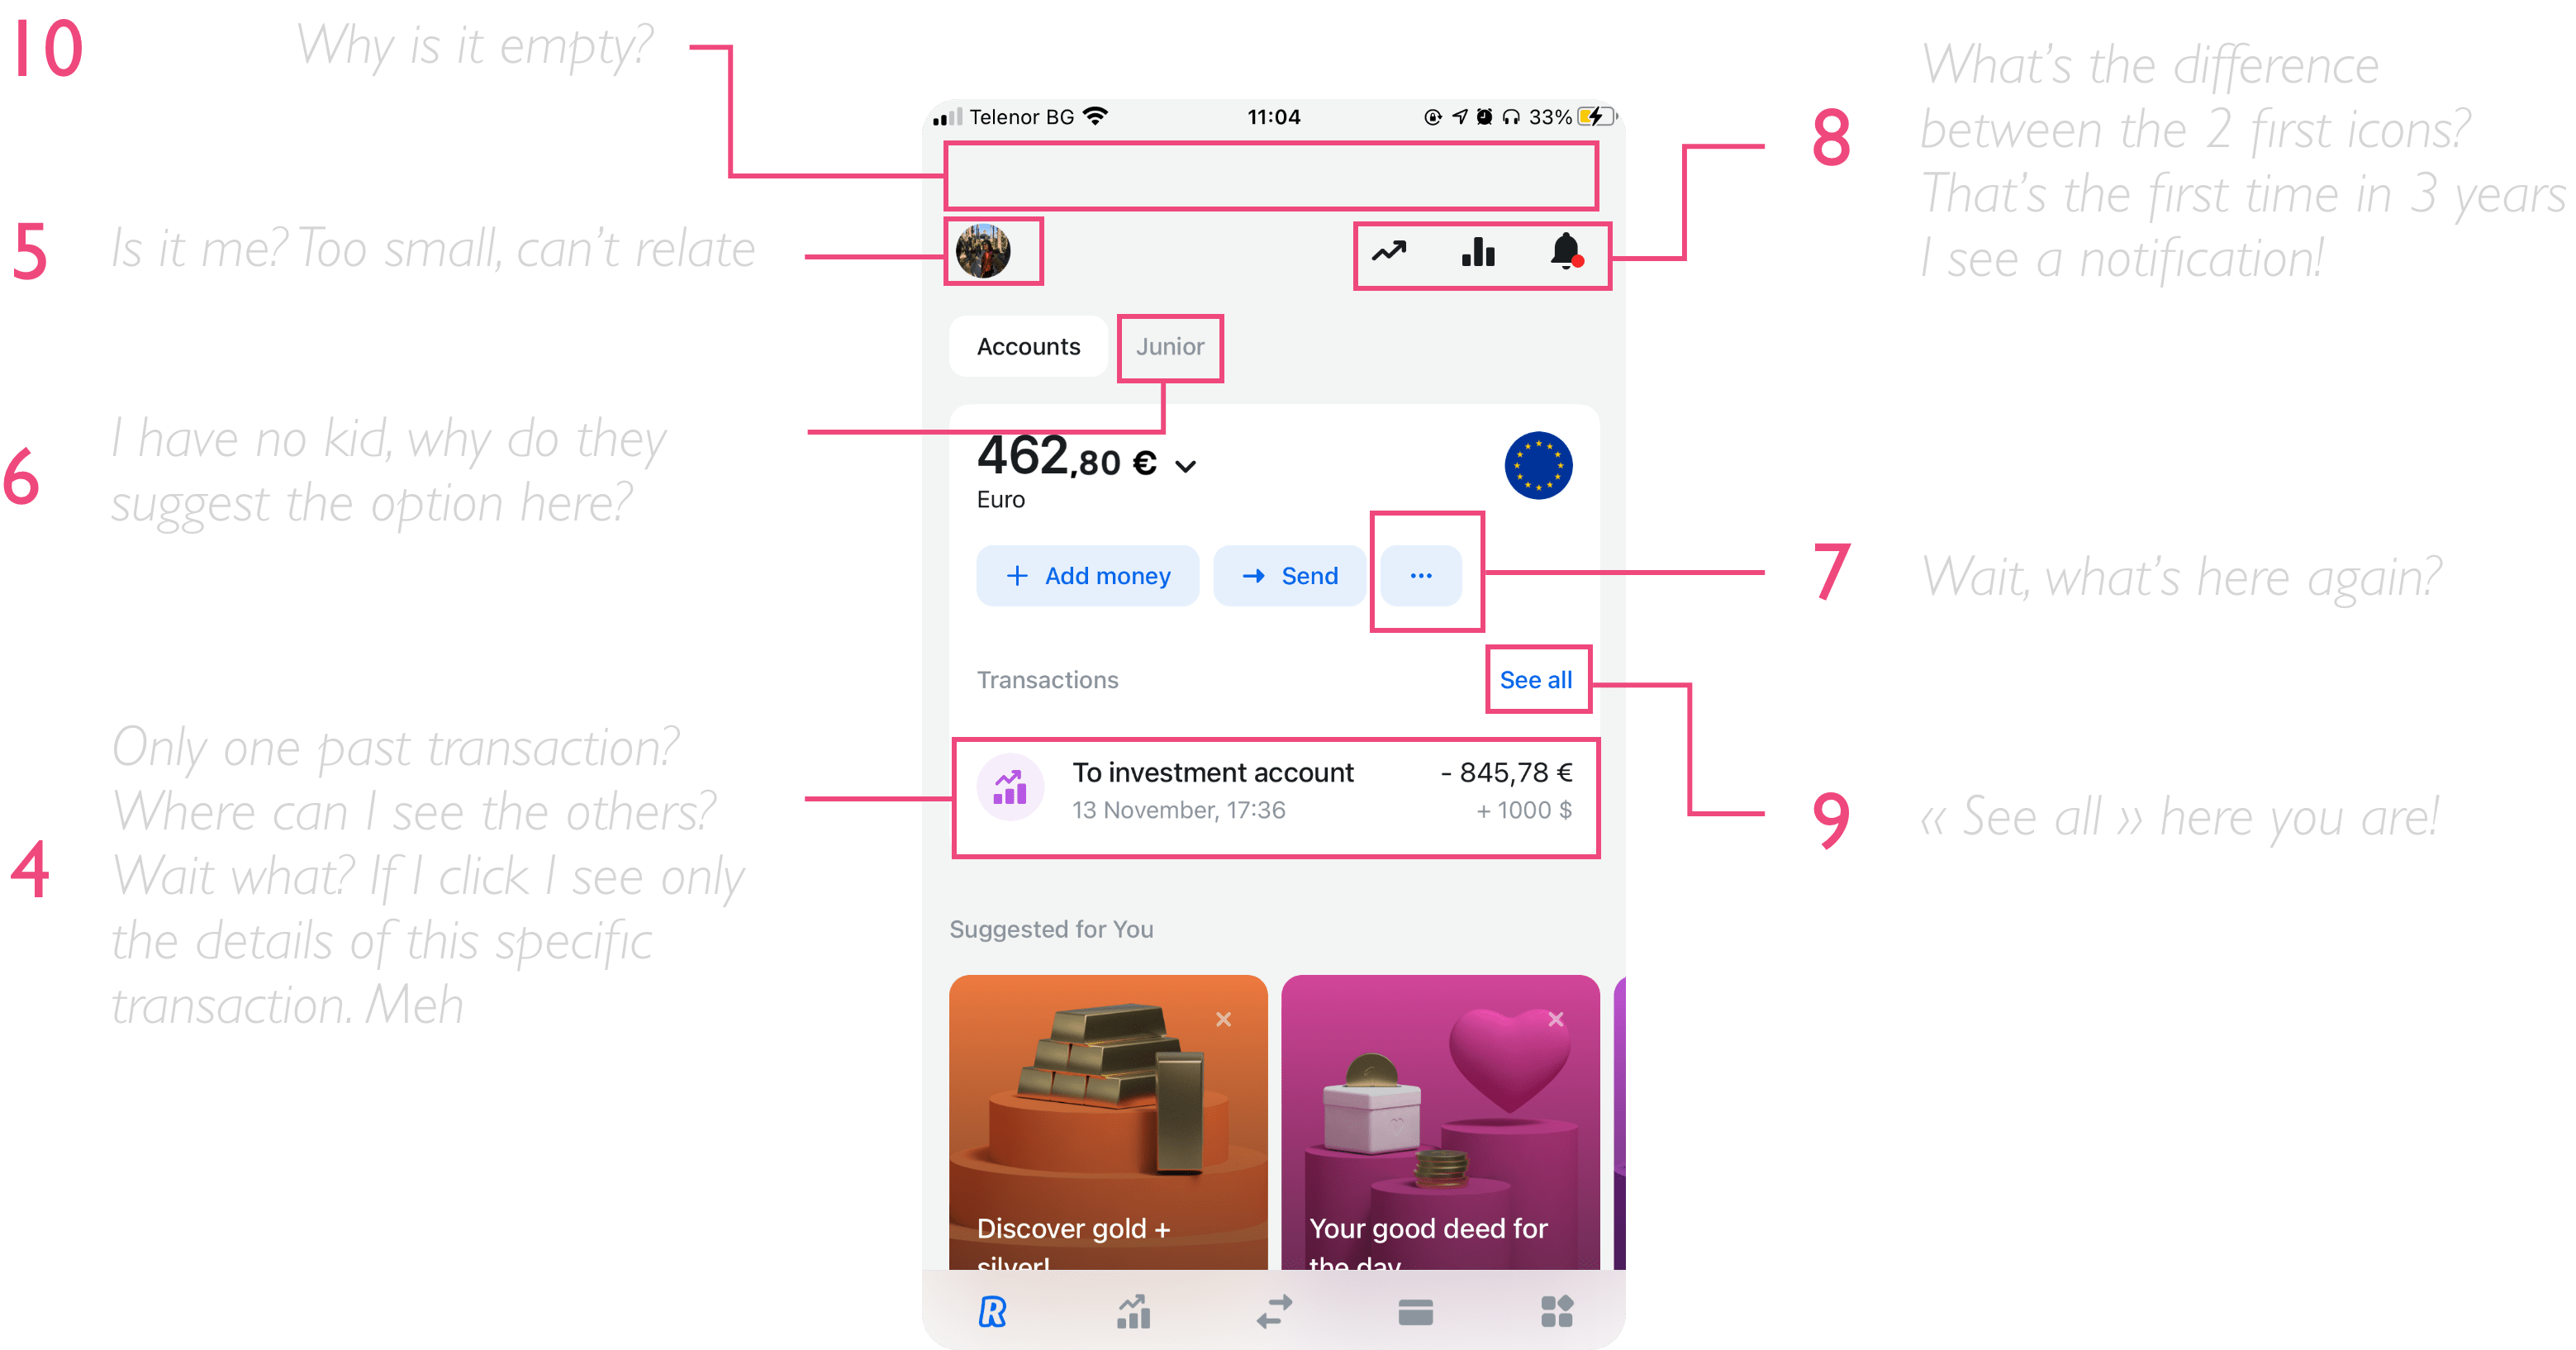 10
Why is it empty?
5
Is it me? Too small, can't relate
6
I have no kid, why do they
suggest the option here?
4
Only one past transaction?
Where can I see the others?
Wait what? If I click I see only
the details of this specific
transaction. Meh
Telenor BG
11:04
33%
Accounts
Junior
462,80 €
Euro
+ Add money
→ Send
...
Transactions
See all
To investment account
- 845,78 €
13 November, 17:36
+ 1000 $
Suggested for You
Discover gold +
silver!
Your good deed for
the day
R
8
What's the difference
between the 2 first icons?
That's the first time in 3 years
I see a notification!
7
Wait, what's here again?
9
« See all » here you are!